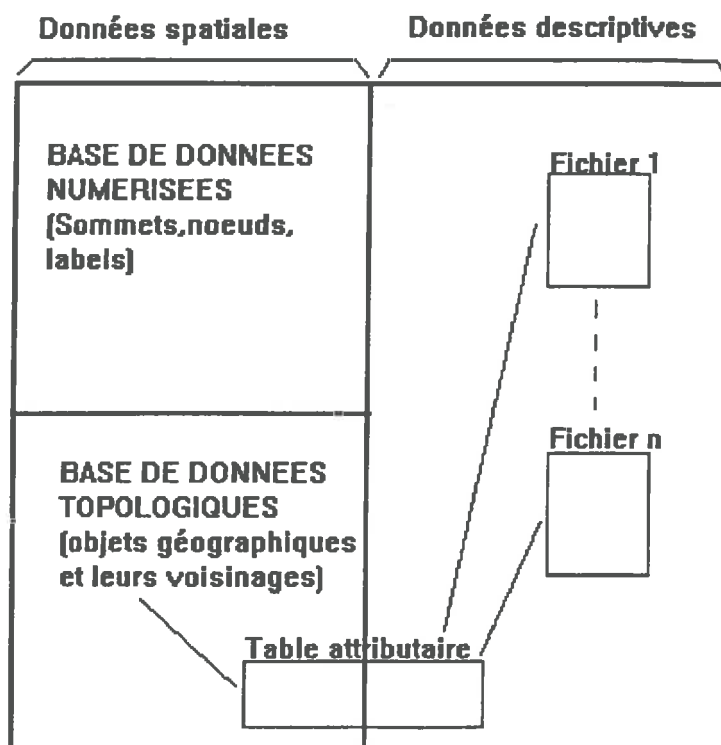 Données spatiales
Données descriptives
BASE DE DONNEES
NUMERISEES
(Sommets,noeuds,
labels)
Fichier 1
Fichier n
BASE DE DONNEES
TOPOLOGIQUES
(objets géographiques
et leurs voisinages)
Table attributaire